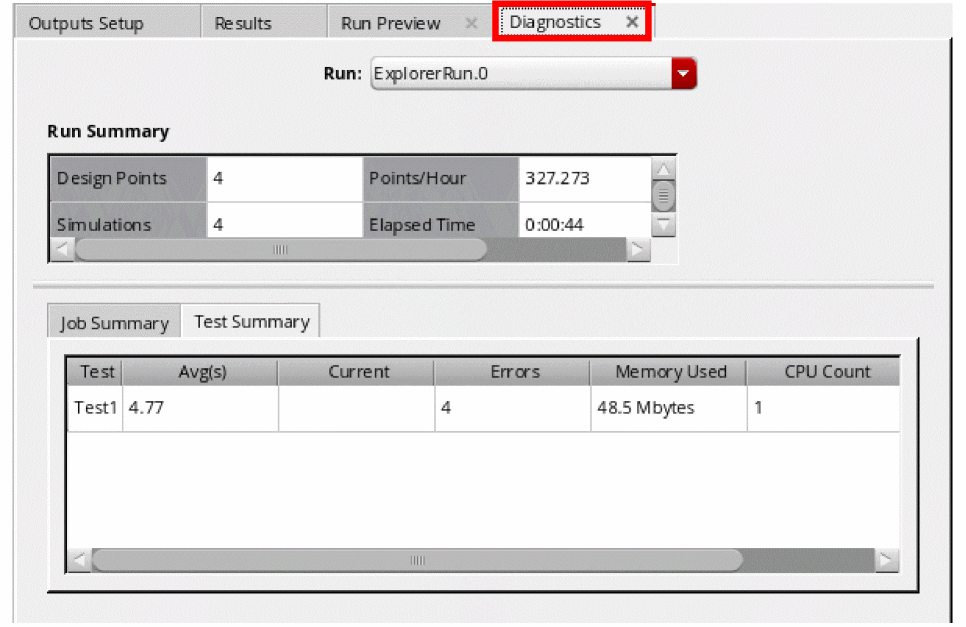 Outputs Setup Results Run Preview Diagnostics
Run: ExplorerRun.0
Run Summary
Design Points 4 Points/Hour 327.273
Simulations 4 Elapsed Time 0:00:44
Job Summary Test Summary
Test Avg(s) Current Errors Memory Used CPU Count
Test1 4.77 4 48.5 Mbytes 1